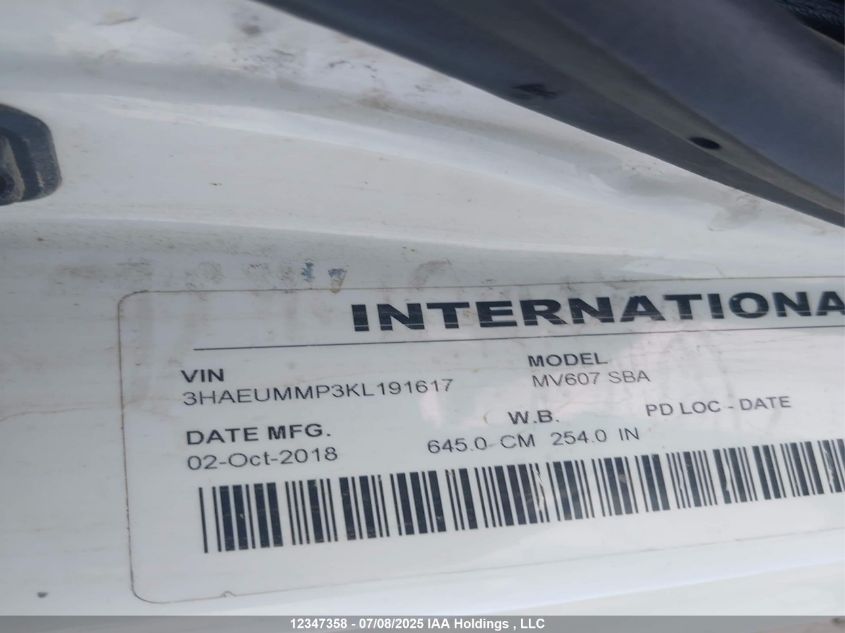 INTERNATIONA
VIN
3HAEUMMP3KL191617
MODEL
MV607 SBA
DATE MFG.
02-Oct-2018
W.B.
645.0 CM 254.0 IN
PD LOC - DATE
12347358 - 07/08/2025 IAA Holdings , LLC